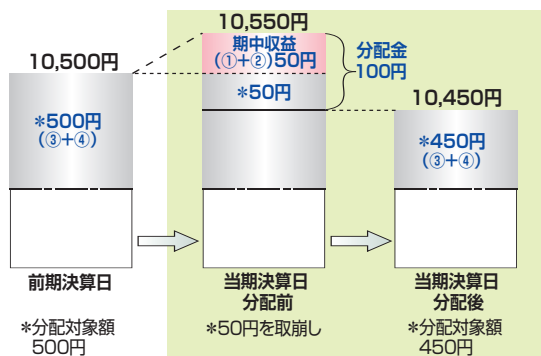 10,500円
*500円
(③+④)
前期決算日
*分配対象額
500円
10,550円
期中収益
(①+②)50円
*50円
分配金
100円
当期決算日
分配前
*50円を取崩し
10,450円
*450円
(③+④)
当期決算日
分配後
*分配対象額
450円